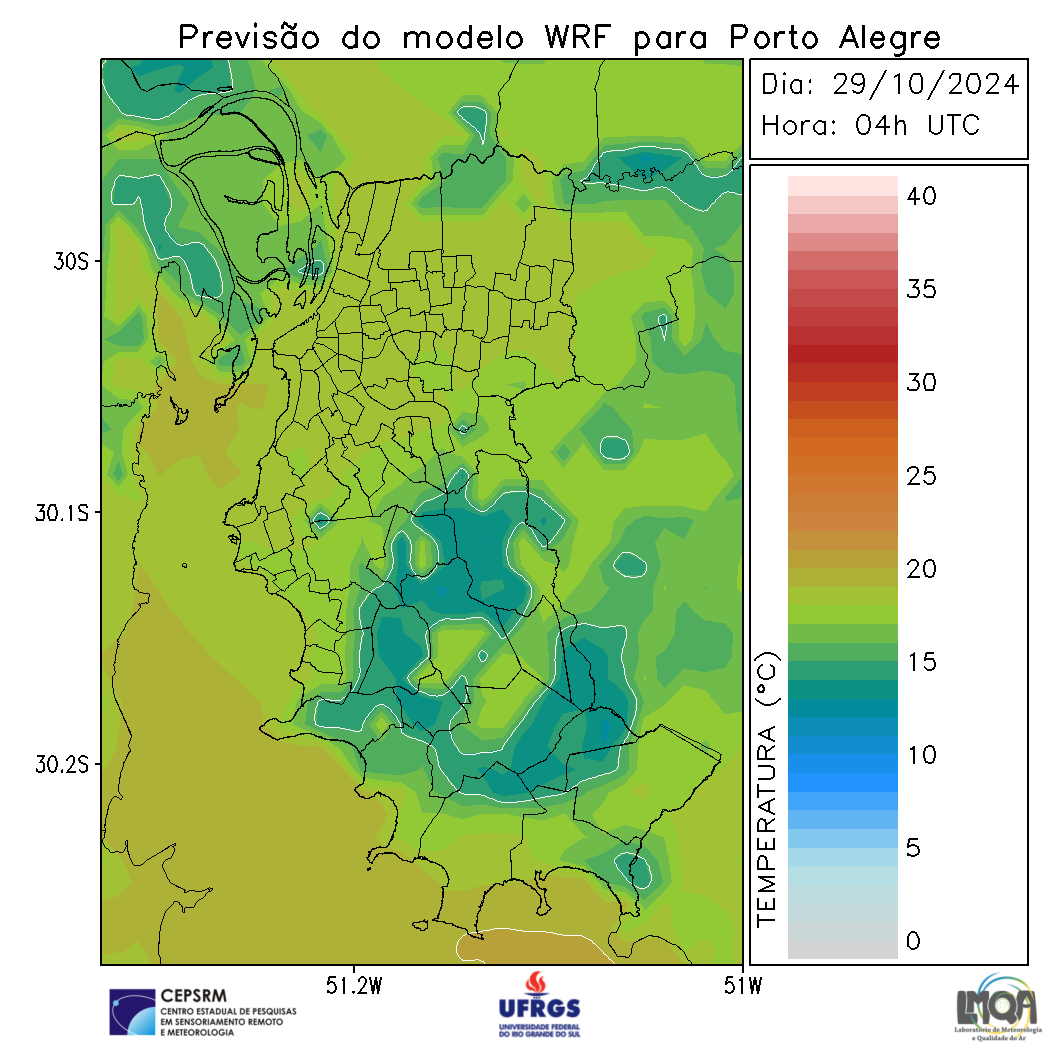 Previsão do modelo WRF para Porto Alegre
Dia: 29/10/2024
Hora: 04h UTC
40
35
30
25
20
15
10
5
0
TEMPERATURA (°C)
30S
30.1S
30.2S
51.2W
51W
CEPSRM
CENTRO ESTADUAL DE PESQUISAS
EM SENSORIAMENTO REMOTO
E METEOROLOGIA
UFRGS
UNIVERSIDADE FEDERAL
DO RIO GRANDE DO SUL
LMQA
Laboratório de Meteorologia
e Qualidade do Ar